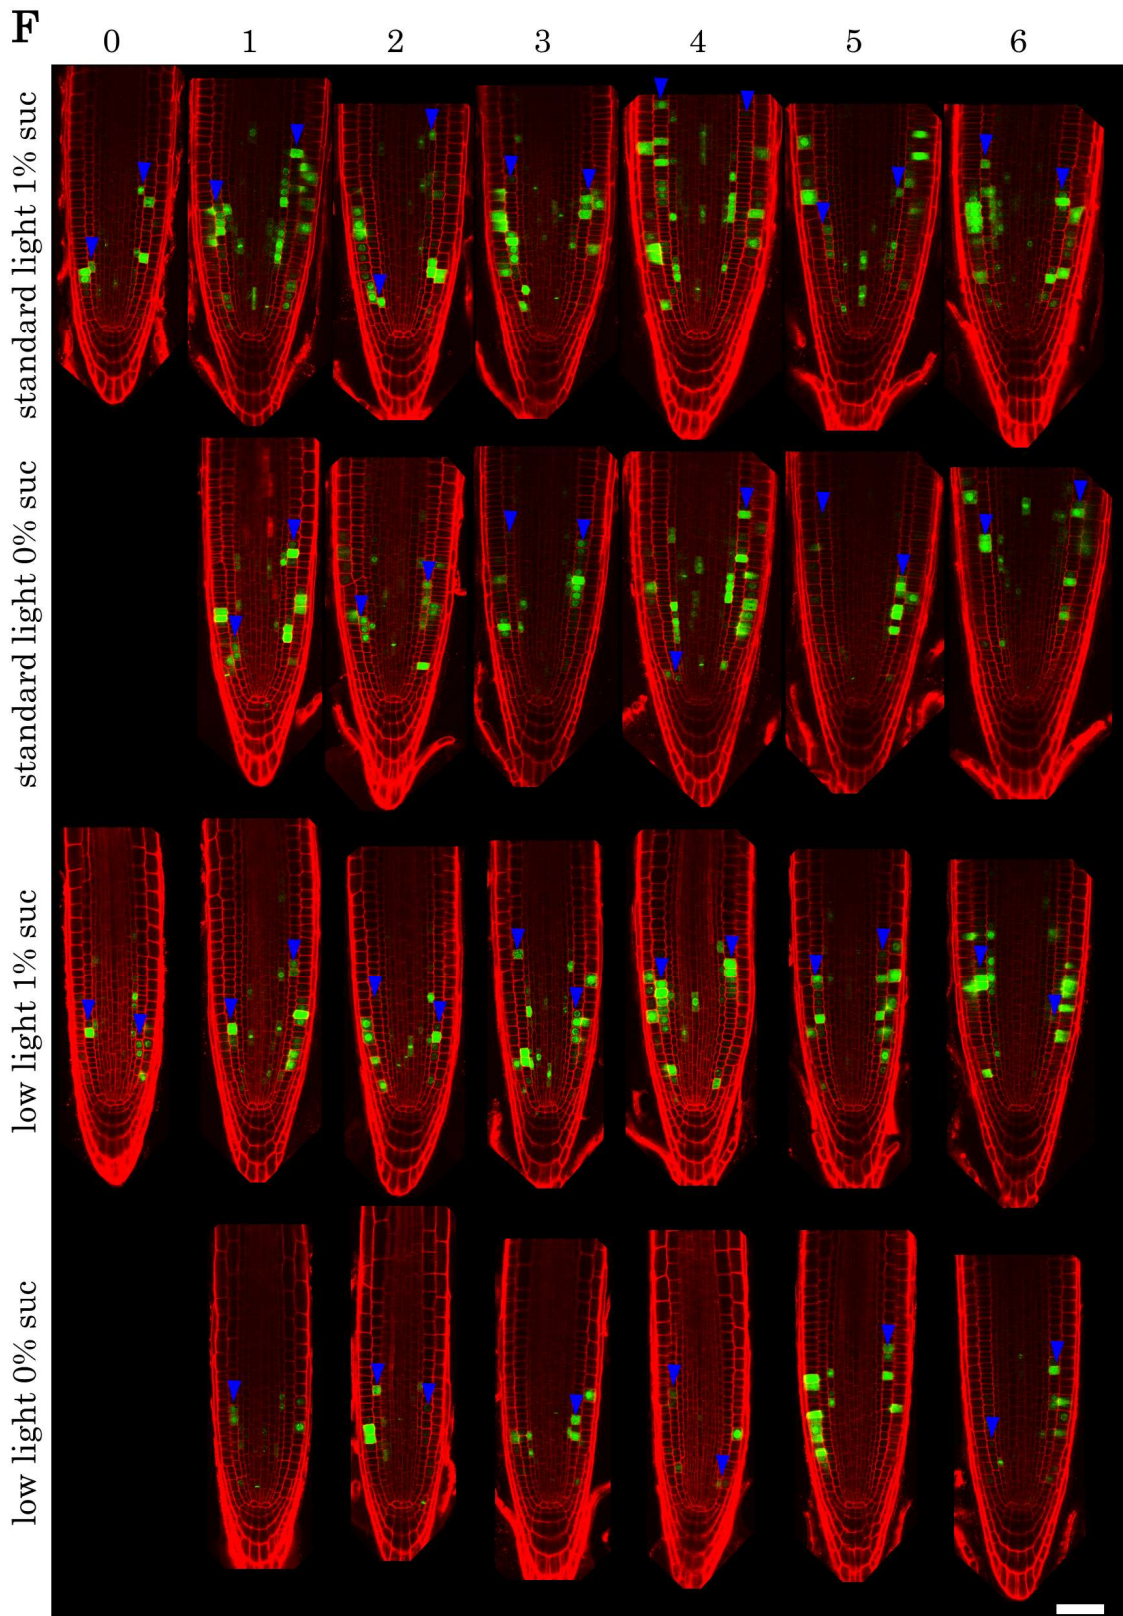 F
0 1 2 3 4 5 6
standard light 1% suc
standard light 0% suc
low light 1% suc
low light 0% suc